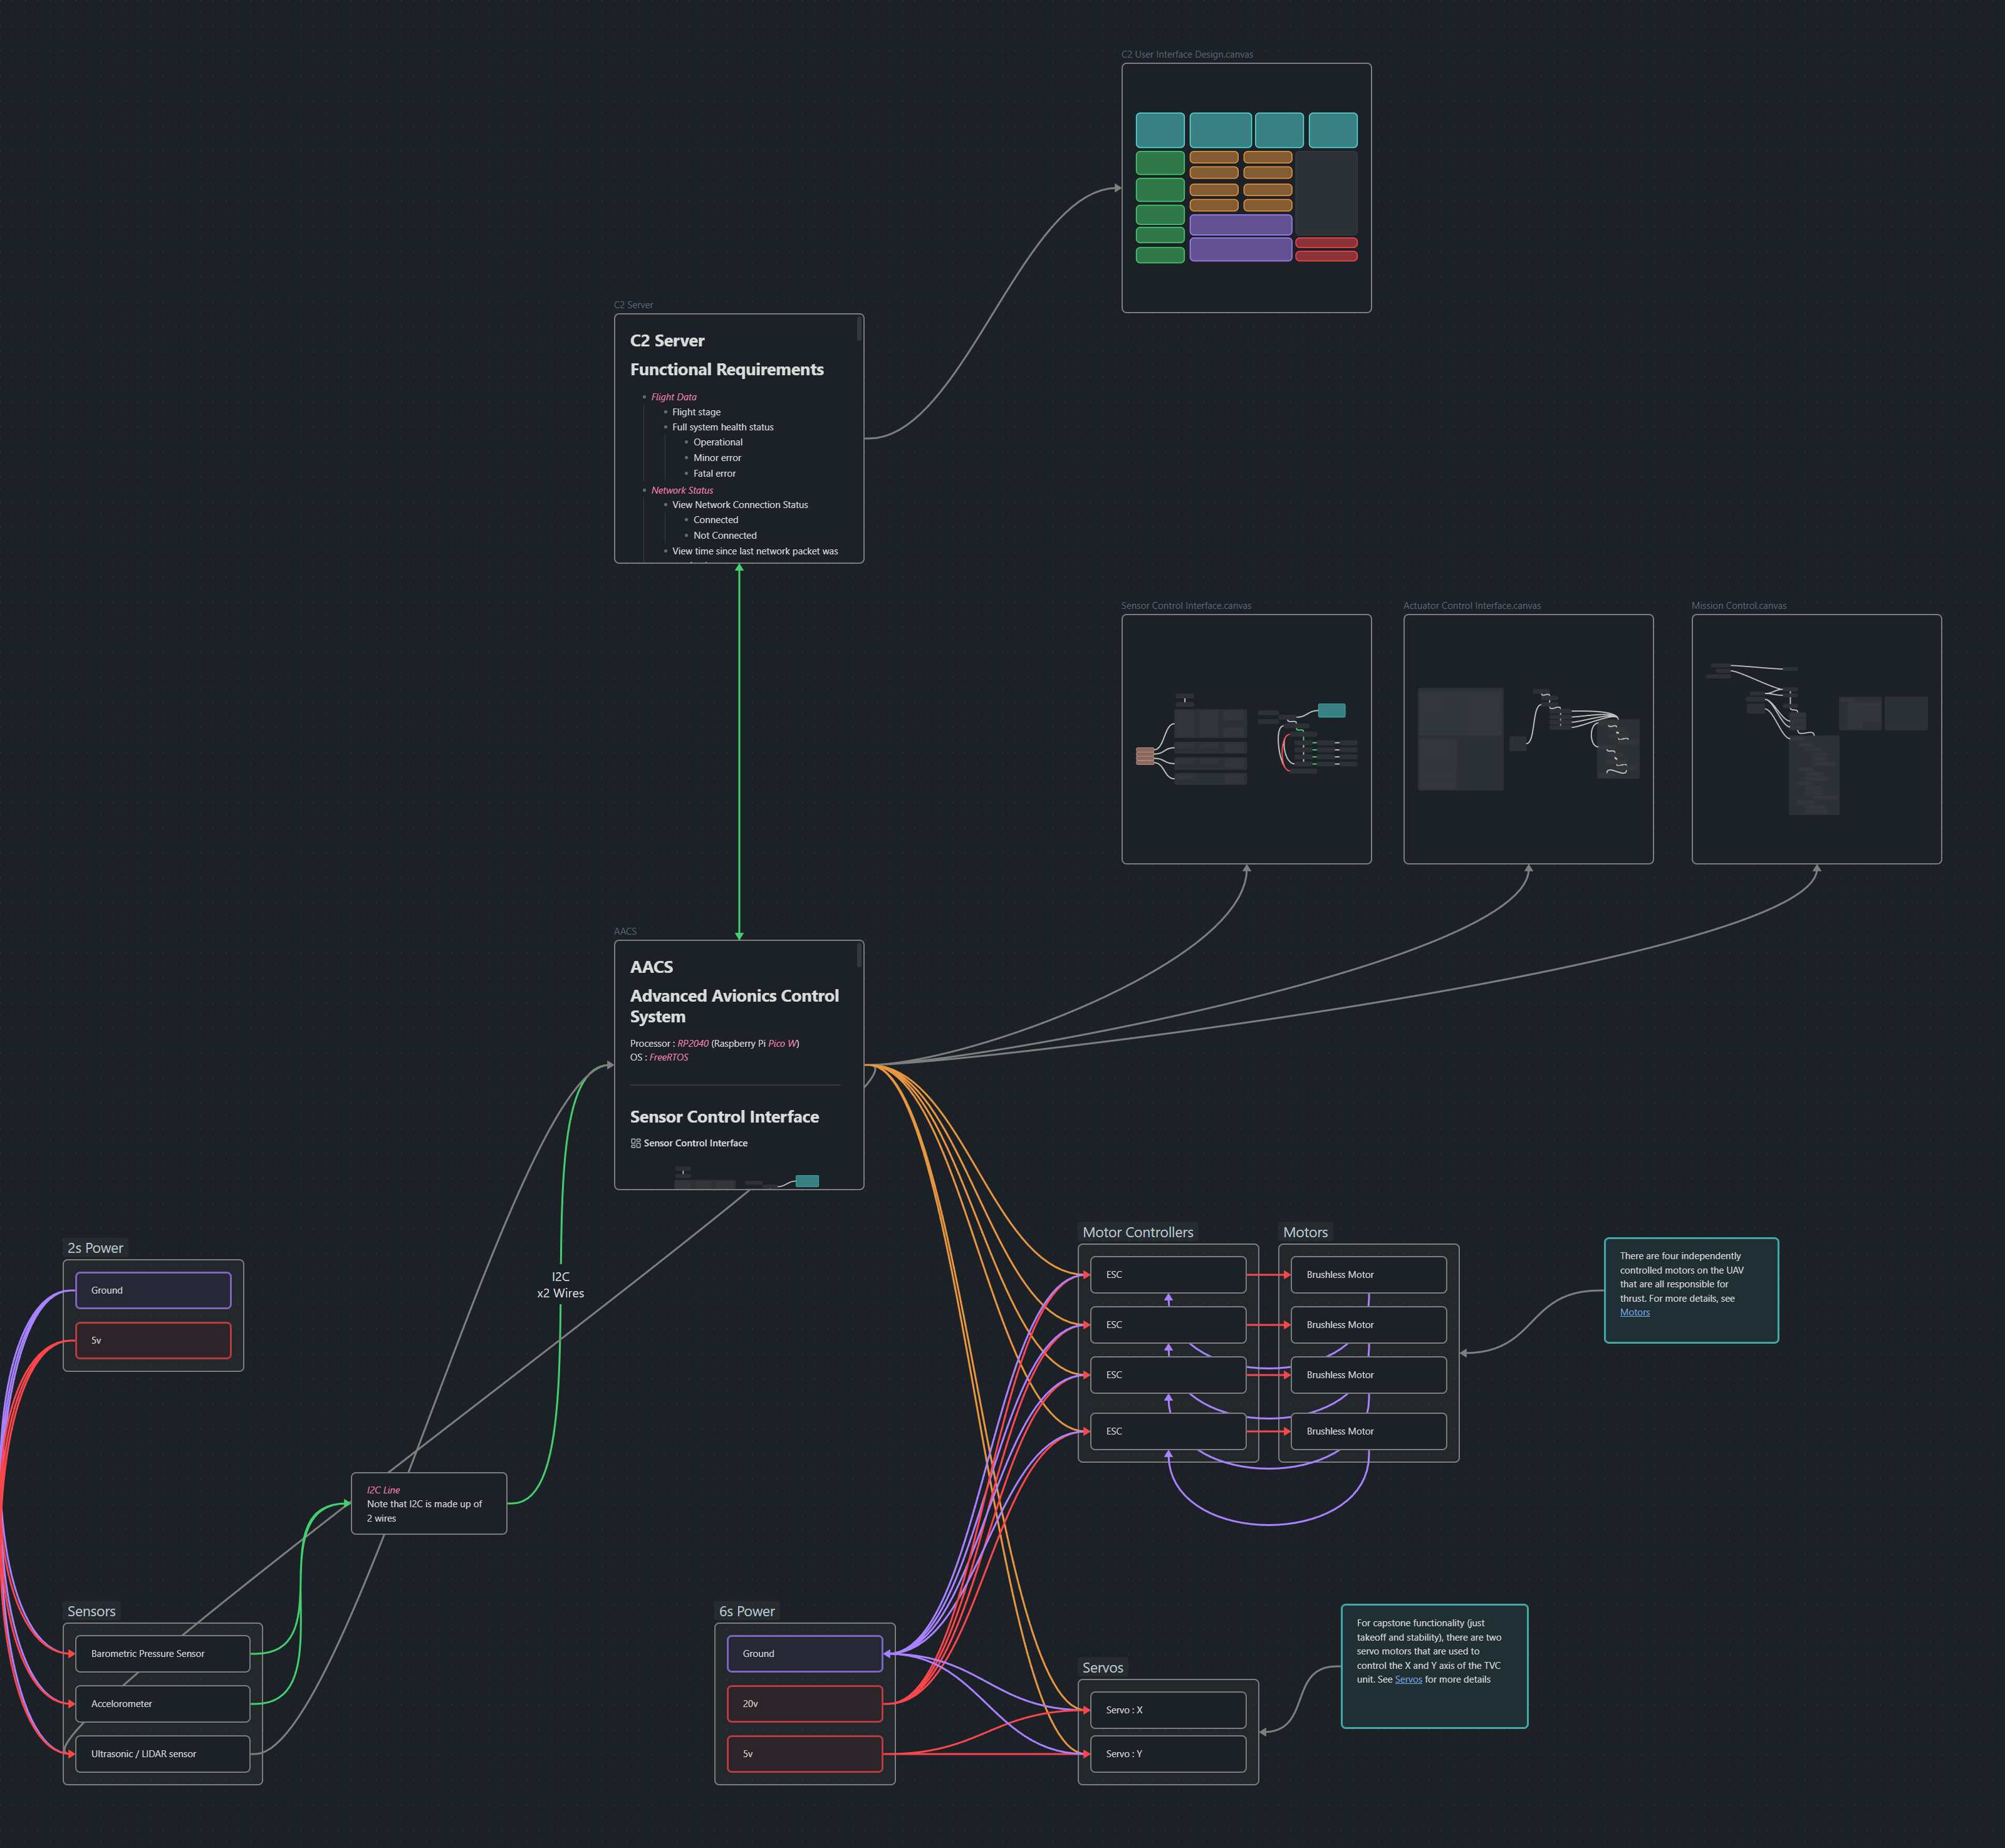 C2 User Interface Design.canvas
C2 Server
C2 Server
Functional Requirements
Flight Data
Flight stage
Full system health status
Operational
Minor error
Fatal error
Network Status
View Network Connection Status
Connected
Not Connected
View time since last network packet was
Sensor Control Interface.canvas
Actuator Control Interface.canvas
Mission Control.canvas
AACS
AACS
Advanced Avionics Control
System
Processor : RP2040 (Raspberry Pi Pico W)
OS : FreeRTOS
Sensor Control Interface
Sensor Control Interface
2s Power
Ground
5v
I2C
x2 Wires
Motor Controllers
ESC
ESC
ESC
ESC
Motors
Brushless Motor
Brushless Motor
Brushless Motor
Brushless Motor
There are four independently
controlled motors on the UAV
that are all responsible for
thrust. For more details, see
Motors
I2C Line
Note that I2C is made up of
2 wires
Sensors
Barometric Pressure Sensor
Accelorometer
Ultrasonic / LIDAR sensor
6s Power
Ground
20v
5v
Servos
Servo : X
Servo : Y
For capstone functionality (just
takeoff and stability), there are two
servo motors that are used to
control the X and Y axis of the TVC
unit. See Servos for more details